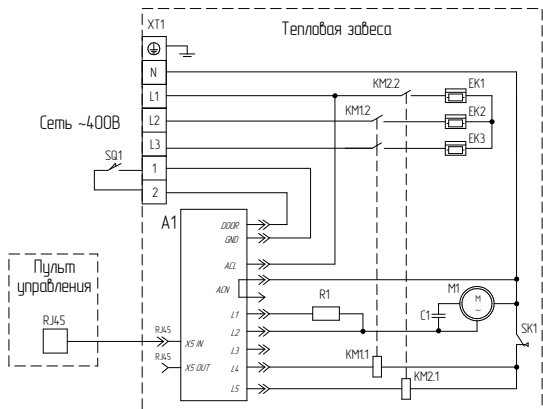 XT1
Тепловая завеса
N
L1
KM2.2
EK1
Сеть ~400В
L2
KM1.2
EK2
L3
EK3
SQ1
1
2
A1
DOOR
GND
ACL
ACN
Пульт
управления
RJ45
L1
R1
L2
C1
M1
M
~
SK1
RJ45
X5 IN
L3
RJ45
X5 OUT
L4
KM1.1
L5
KM2.1